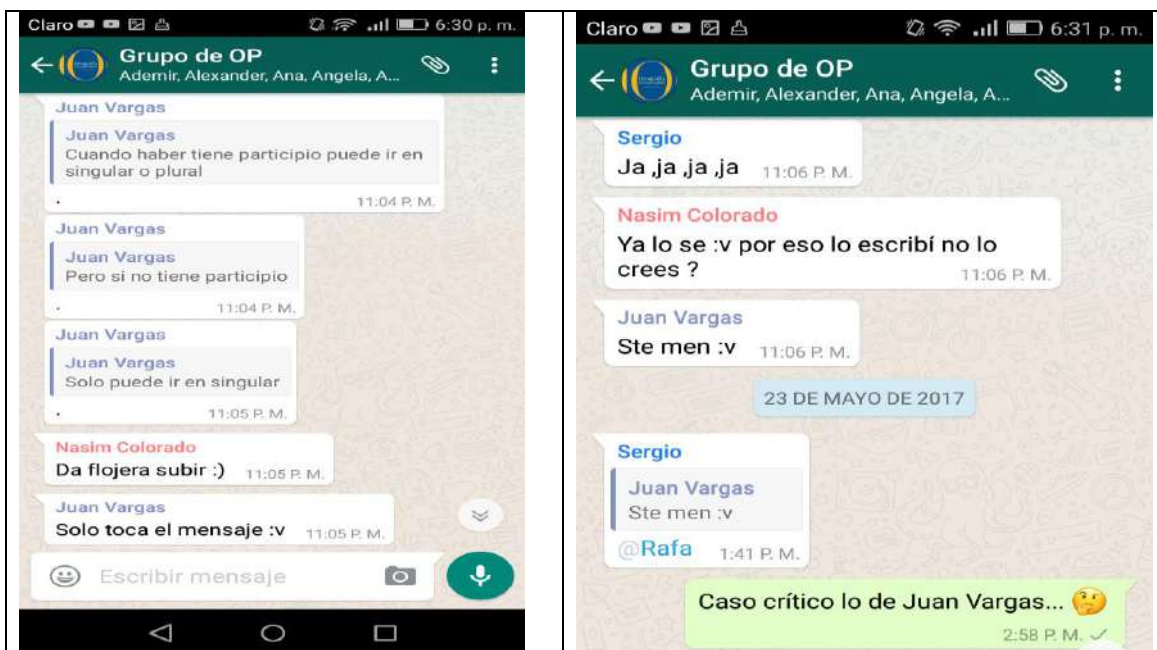 Claro 6:30 p. m.
Grupo de OP
Ademir, Alexander, Ana, Angela, A...
Juan Vargas
Juan Vargas
Cuando haber tiene participio puede ir en
singular o plural
.
11:04 P. M.
Juan Vargas
Juan Vargas
Pero si no tiene participio
.
11:04 P. M.
Juan Vargas
Juan Vargas
Solo puede ir en singular
.
11:05 P. M.
Nasim Colorado
Da flojera subir :) 11:05 P. M.
Juan Vargas
Solo toca el mensaje :v 11:05 P. M.
Escribir mensaje
Claro 6:31 p. m.
Grupo de OP
Ademir, Alexander, Ana, Angela, A...
Sergio
Ja ,ja ,ja ,ja 11:06 P. M.
Nasim Colorado
Ya lo se :v por eso lo escribí no lo
crees ? 11:06 P. M.
Juan Vargas
Ste men :v 11:06 P. M.
23 DE MAYO DE 2017
Sergio
Juan Vargas
Ste men :v
@Rafa 1:41 P. M.
Caso crítico lo de Juan Vargas... 🤔
2:58 P. M.